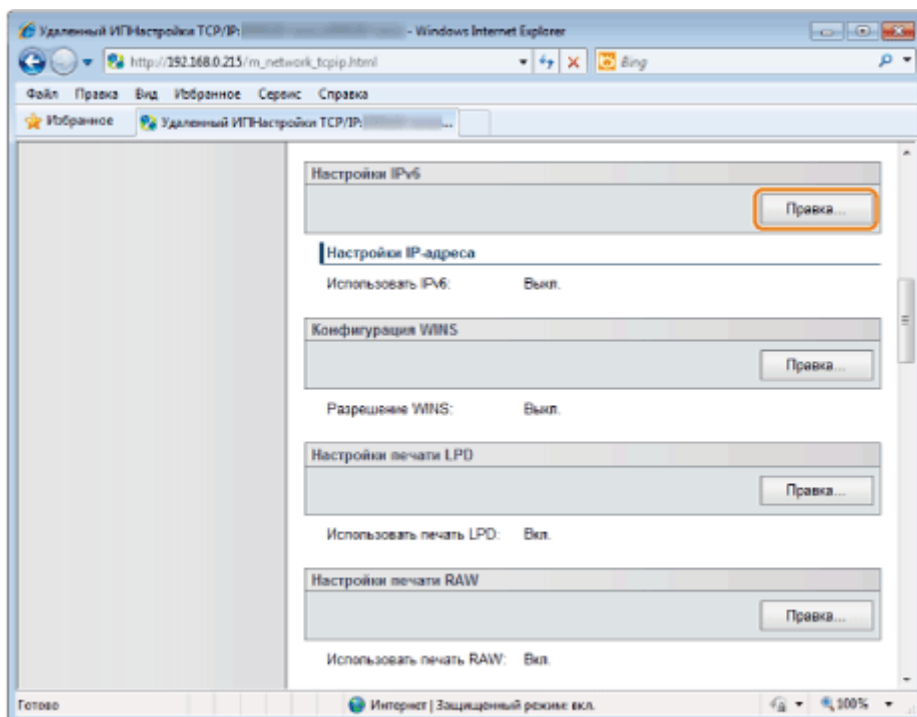 Удаленный ИПНастройки TCP/IP: - Windows Internet Explorer
http://192.168.0.215/m_network_tcpip.html
Bing
Файл Правка Вид Избранное Сервис Справка
Избранное
Удаленный ИПНастройки TCP/IP: ...
Настройки IPv6
Правка...
Настройки IP-адреса
Использовать IPv6: Выкл.
Конфигурация WINS
Правка...
Разрешение WINS: Выкл.
Настройки печати LPD
Правка...
Использовать печать LPD: Вкл.
Настройки печати RAW
Правка...
Использовать печать RAW: Вкл.
Готово
Интернет | Защищенный режим: вкл.
100%